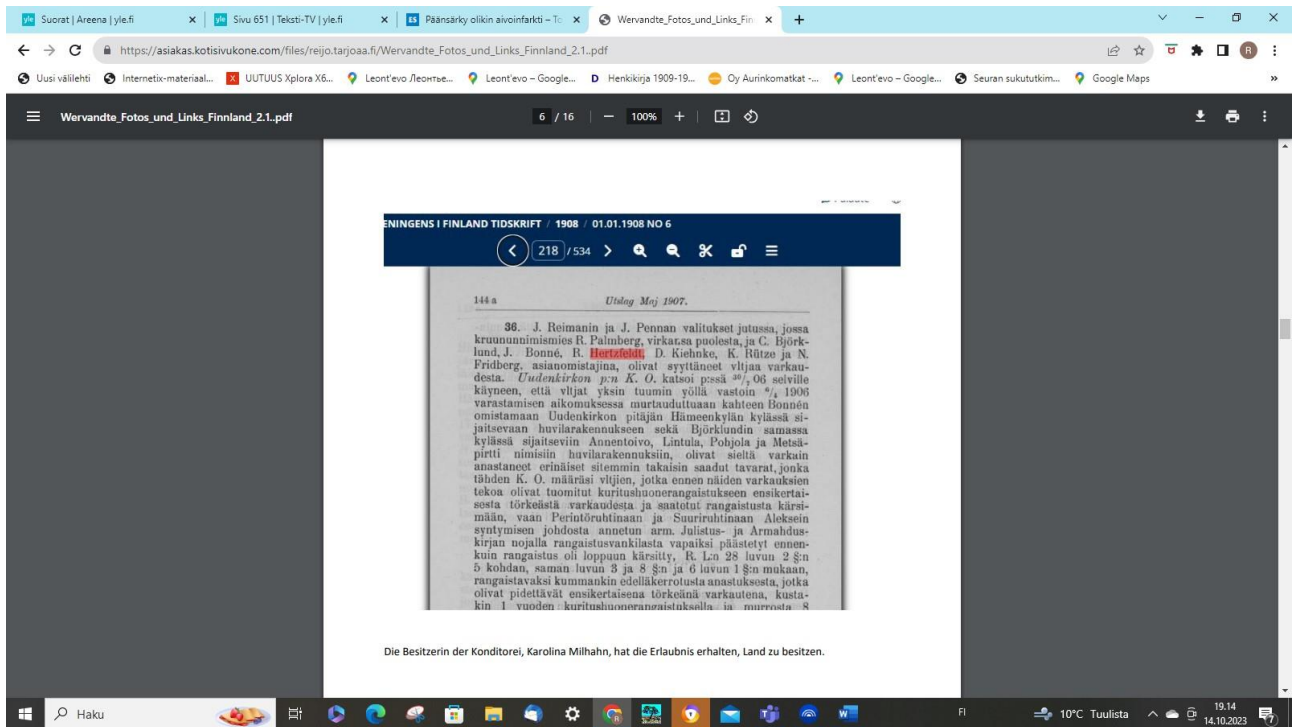 Suorat | Areena | yle.fi
Sivu 651 | Teksti-TV | yle.fi
ES Päänsärky olikin aivoinfarkti – To
Wervandte_Fotos_und_Links_Fin
https://asiakas.kotisivukone.com/files/reijo.tarjoaa.fi/Wervandte_Fotos_und_Links_Finnland_2.1..pdf
Uusi välilehti
Internetix-materiaal...
UUTUUS Xplora X6...
Leont'evo Леонтье...
Leont'evo – Google...
Henkikirja 1909-19...
Oy Aurinkomatkat -...
Leont'evo – Google...
Seuran sukututkim...
Google Maps
»
Wervandte_Fotos_und_Links_Finnland_2.1..pdf
6 / 16
100%
ENINGENS I FINLAND TIDSKRIFT / 1908 / 01.01.1908 NO 6
218 / 534
144 a Utslag Maj 1907.
36. J. Reimanin ja J. Pennan valitukset jutussa, jossa
kruununnimismies R. Palmberg, virkansa puolesta, ja C. Björk-
lund, J. Bonné, R. Hertzfeldt, D. Kiehnke, K. Rütze ja N.
Fridberg, asianomistajina, olivat syyttäneet vltjaa varkau-
desta. Uudenkirkon p:n K. O. katsoi p:ssä 06 selville
käyneen, että vltjat yksin tuumin yöllä vastoin 1906
varastamisen aikomuksessa murtauduttuaan kahteen Bonnén
omistamaan Uudenkirkon pitäjän Hämeenkylän kylässä si-
jaitsevaan huvilarakennukseen sekä Björklundin samassa
kylässä sijaitseviin Annentoivo, Lintula, Pohjola ja Metsä-
pirtti nimisiin huvilarakennuksiin, olivat sieltä varkain
anastaneet erinäiset sitemmin takaisin saadut tavarat, jonka
tähden K. O. määräsi vltjien, jotka ennen näiden varkauksien
tekoa olivat tuomitut kuritushuonerangaistukseen ensikertai-
sesta törkeästä varkaudesta ja saatetut rangaistusta kärsi-
mään, vaan Perintöruhtinaan ja Suuriruhtinaan Aleksein
syntymisen johdosta annetun arm. Julistus- ja Armahdus-
kirjan nojalla rangaistusvankilasta vapaiksi päästetyt ennen-
kuin rangaistus oli loppuun kärsitty, R. L:n 28 luvun 2 §:n
5 kohdan, saman luvun 3 ja 8 §:n ja 6 luvun 1 §:n mukaan,
rangaistavaksi kummankin edelläkerrotusta anastuksesta, jotka
olivat pidettävät ensikertaisena törkeänä varkautena, kusta-
kin 1 vuoden kuritushuonerangaistuksella ja murrosta 8
Die Besitzerin der Konditorei, Karolina Milhahn, hat die Erlaubnis erhalten, Land zu besitzen.
Haku
FI
10°C Tuulista
19.14
14.10.2023